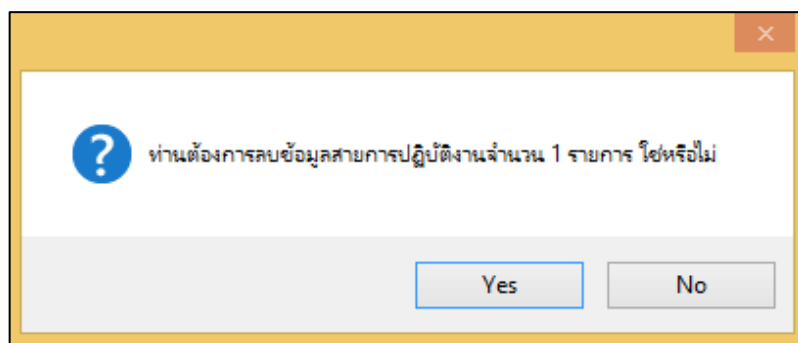 ท่านต้องการลบข้อมูลสายการปฏิบัติงานจำนวน 1 รายการ ใช่หรือไม่
Yes
No